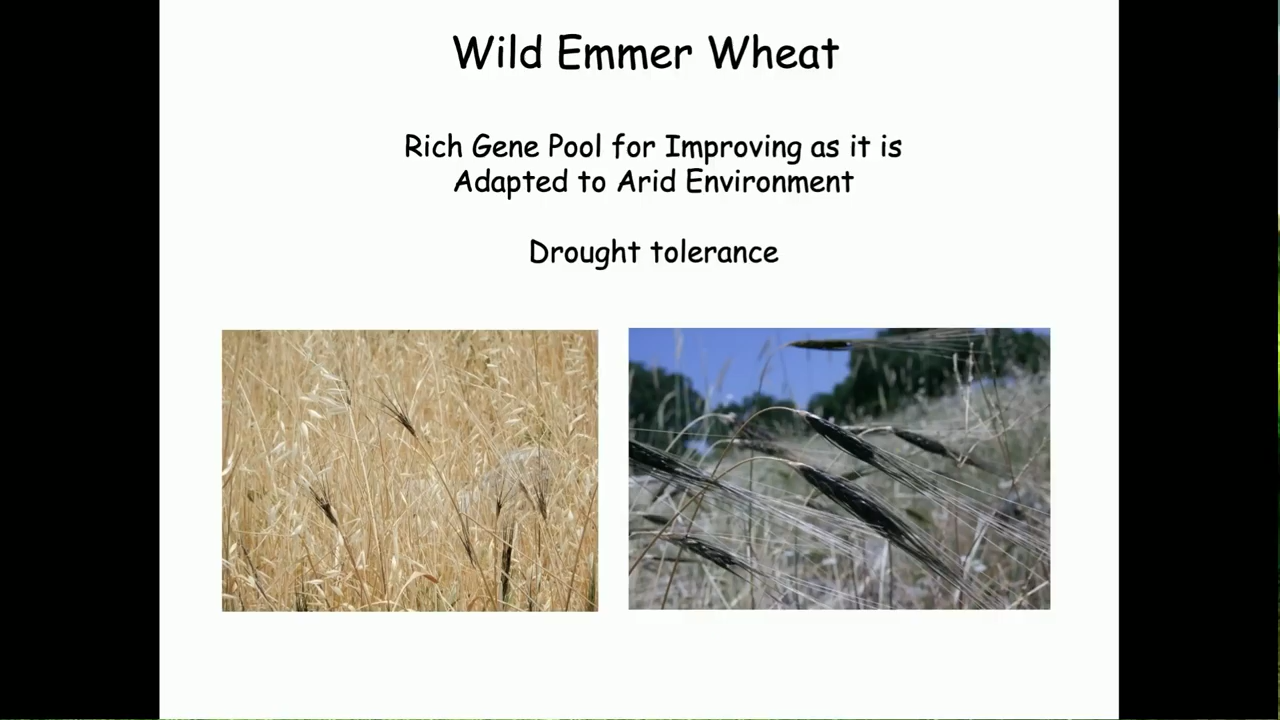 Wild Emmer Wheat
Rich Gene Pool for Improving as it is
Adapted to Arid Environment
Drought tolerance